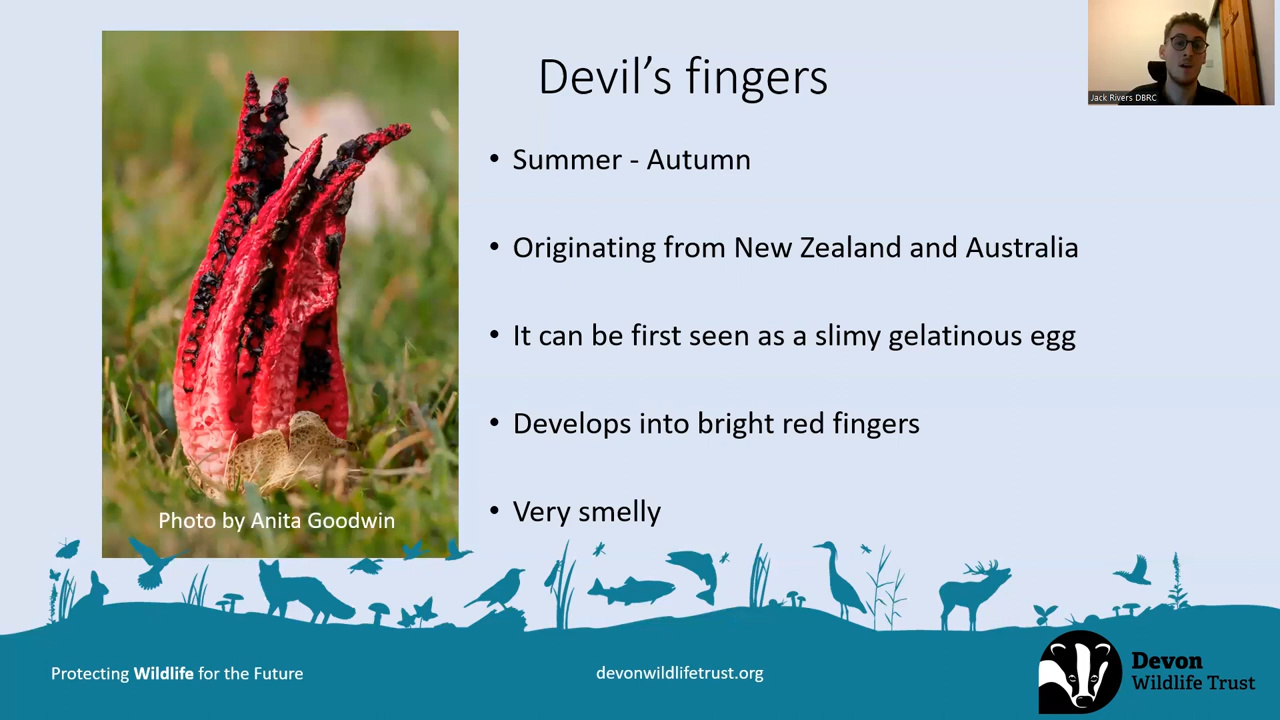 Devil's fingers
Jack Rivers DBRC
• Summer - Autumn
• Originating from New Zealand and Australia
• It can be first seen as a slimy gelatinous egg
• Develops into bright red fingers
• Very smelly
Photo by Anita Goodwin
Protecting Wildlife for the Future
devonwildlifetrust.org
Devon
Wildlife Trust